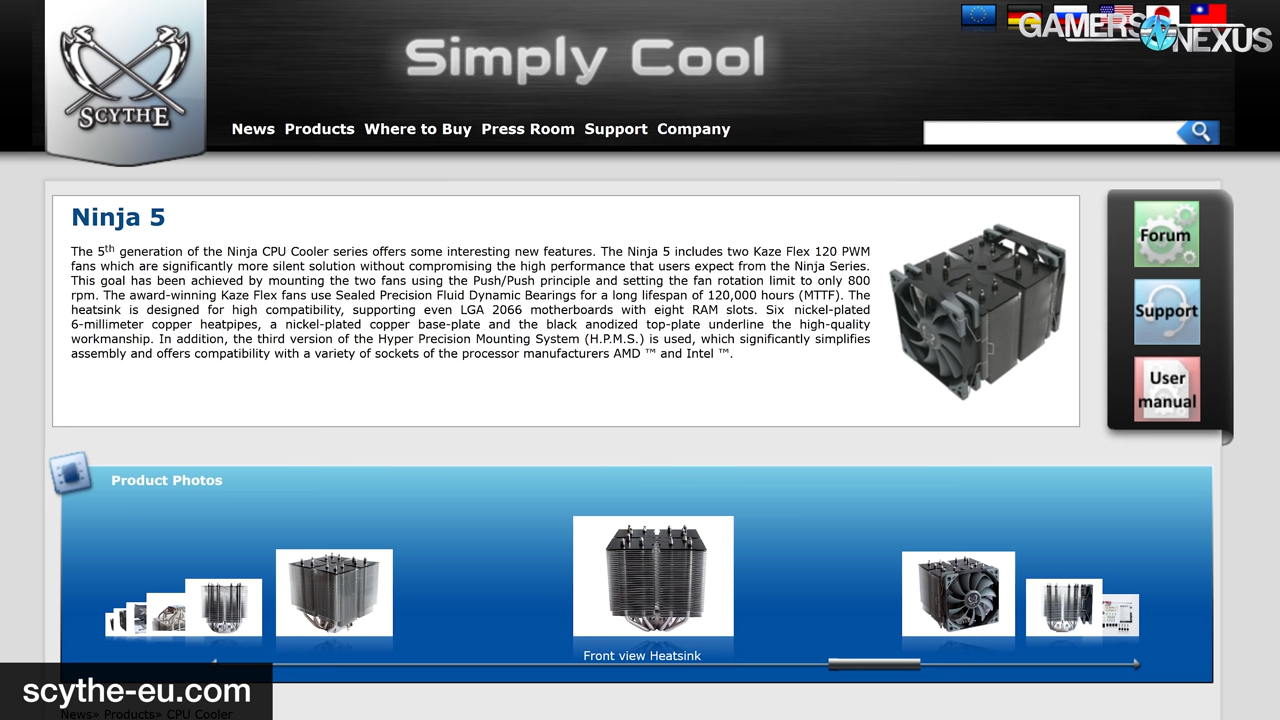 GAMERS
NEXUS
Simply Cool
SCYTHE
News Products Where to Buy Press Room Support Company
Ninja 5
The 5th generation of the Ninja CPU Cooler series offers some interesting new features. The Ninja 5 includes two Kaze Flex 120 PWM
fans which are significantly more silent solution without compromising the high performance that users expect from the Ninja Series.
This goal has been achieved by mounting the two fans using the Push/Push principle and setting the fan rotation limit to only 800
rpm. The award-winning Kaze Flex fans use Sealed Precision Fluid Dynamic Bearings for a long lifespan of 120,000 hours (MTTF). The
heatsink is designed for high compatibility, supporting even LGA 2066 motherboards with eight RAM slots. Six nickel-plated
6-millimeter copper heatpipes, a nickel-plated copper base-plate and the black anodized top-plate underline the high-quality
workmanship. In addition, the third version of the Hyper Precision Mounting System (H.P.M.S.) is used, which significantly simplifies
assembly and offers compatibility with a variety of sockets of the processor manufacturers AMD ™ and Intel ™.
Forum
Support
User
manual
Product Photos
Front view Heatsink
scythe-eu.com
News» Products» CPU Cooler